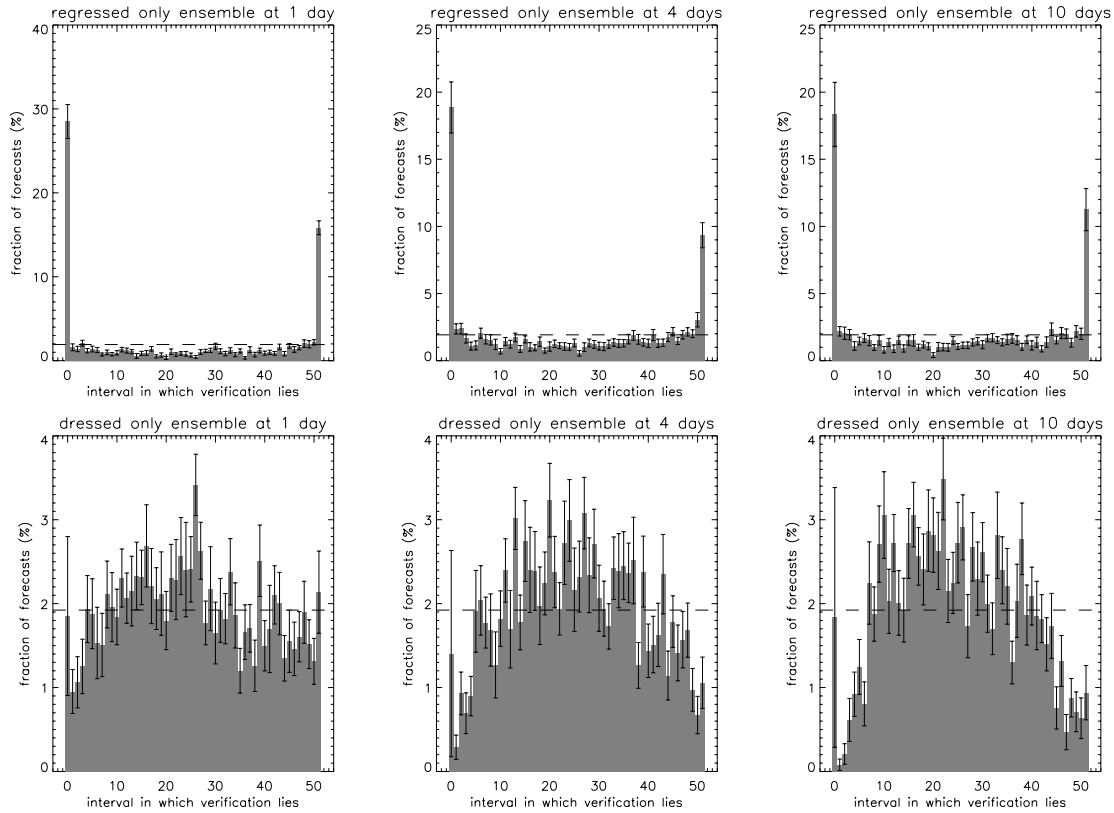 regressed only ensemble at 1 day
40
30
20
10
0
fraction of forecasts (%)
0 10 20 30 40 50
interval in which verification lies
regressed only ensemble at 4 days
25
20
15
10
5
0
fraction of forecasts (%)
0 10 20 30 40 50
interval in which verification lies
regressed only ensemble at 10 days
25
20
15
10
5
0
fraction of forecasts (%)
0 10 20 30 40 50
interval in which verification lies
dressed only ensemble at 1 day
4
3
2
1
0
fraction of forecasts (%)
0 10 20 30 40 50
interval in which verification lies
dressed only ensemble at 4 days
4
3
2
1
0
fraction of forecasts (%)
0 10 20 30 40 50
interval in which verification lies
dressed only ensemble at 10 days
4
3
2
1
0
fraction of forecasts (%)
0 10 20 30 40 50
interval in which verification lies